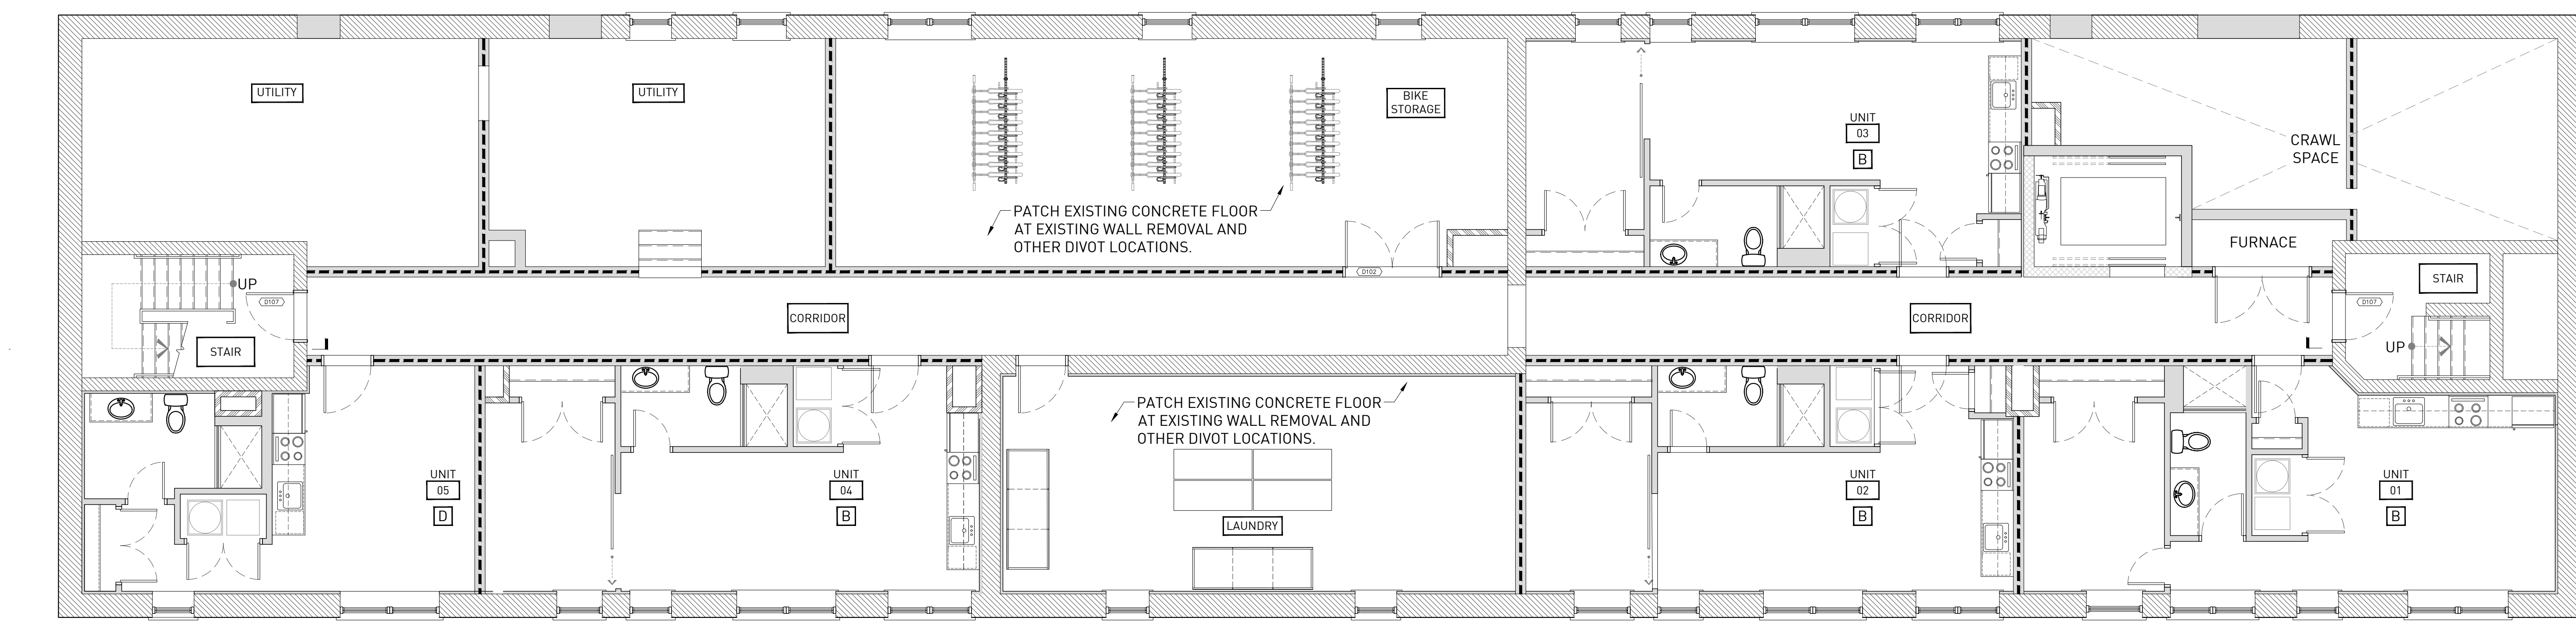 UTILITY
UTILITY
BIKE
STORAGE
UNIT
03
B
CRAWL
SPACE
PATCH EXISTING CONCRETE FLOOR
AT EXISTING WALL REMOVAL AND
OTHER DIVOT LOCATIONS.
FURNACE
UP
D107
D102
STAIR
D107
CORRIDOR
CORRIDOR
STAIR
UP
PATCH EXISTING CONCRETE FLOOR
AT EXISTING WALL REMOVAL AND
OTHER DIVOT LOCATIONS.
UNIT
05
D
UNIT
04
B
LAUNDRY
UNIT
02
B
UNIT
01
B